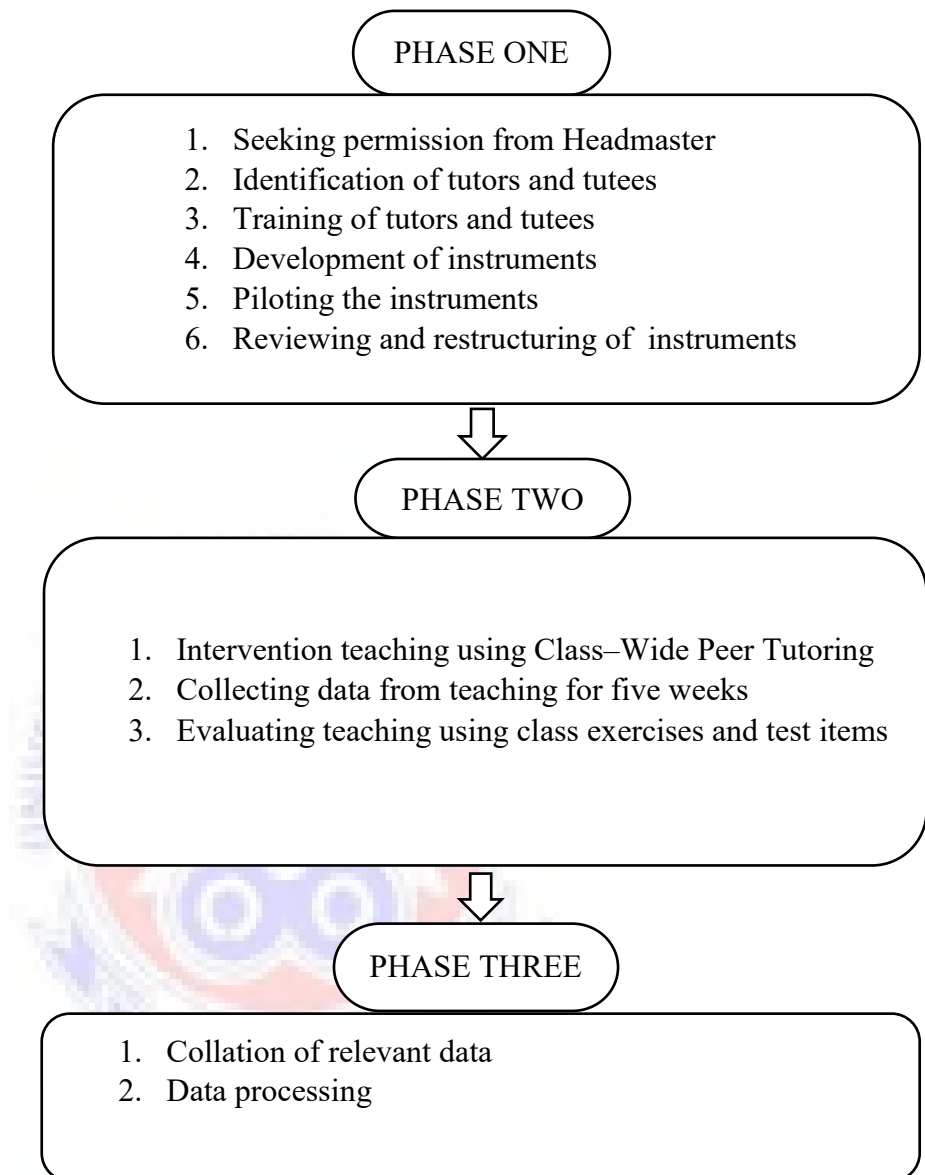 PHASE ONE
1. Seeking permission from Headmaster
2. Identification of tutors and tutees
3. Training of tutors and tutees
4. Development of instruments
5. Piloting the instruments
6. Reviewing and restructuring of  instruments
PHASE TWO
1. Intervention teaching using Class–Wide Peer Tutoring
2. Collecting data from teaching for five weeks
3. Evaluating teaching using class exercises and test items
PHASE THREE
1. Collation of relevant data
2. Data processing